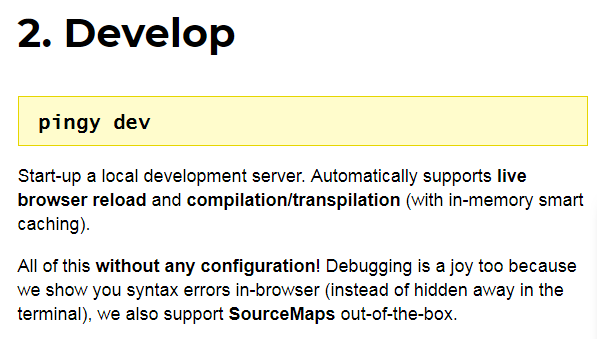 2. Develop
pingy dev
Start-up a local development server. Automatically supports live
browser reload and compilation/transpilation (with in-memory smart
caching).
All of this without any configuration! Debugging is a joy too because
we show you syntax errors in-browser (instead of hidden away in the
terminal), we also support SourceMaps out-of-the-box.